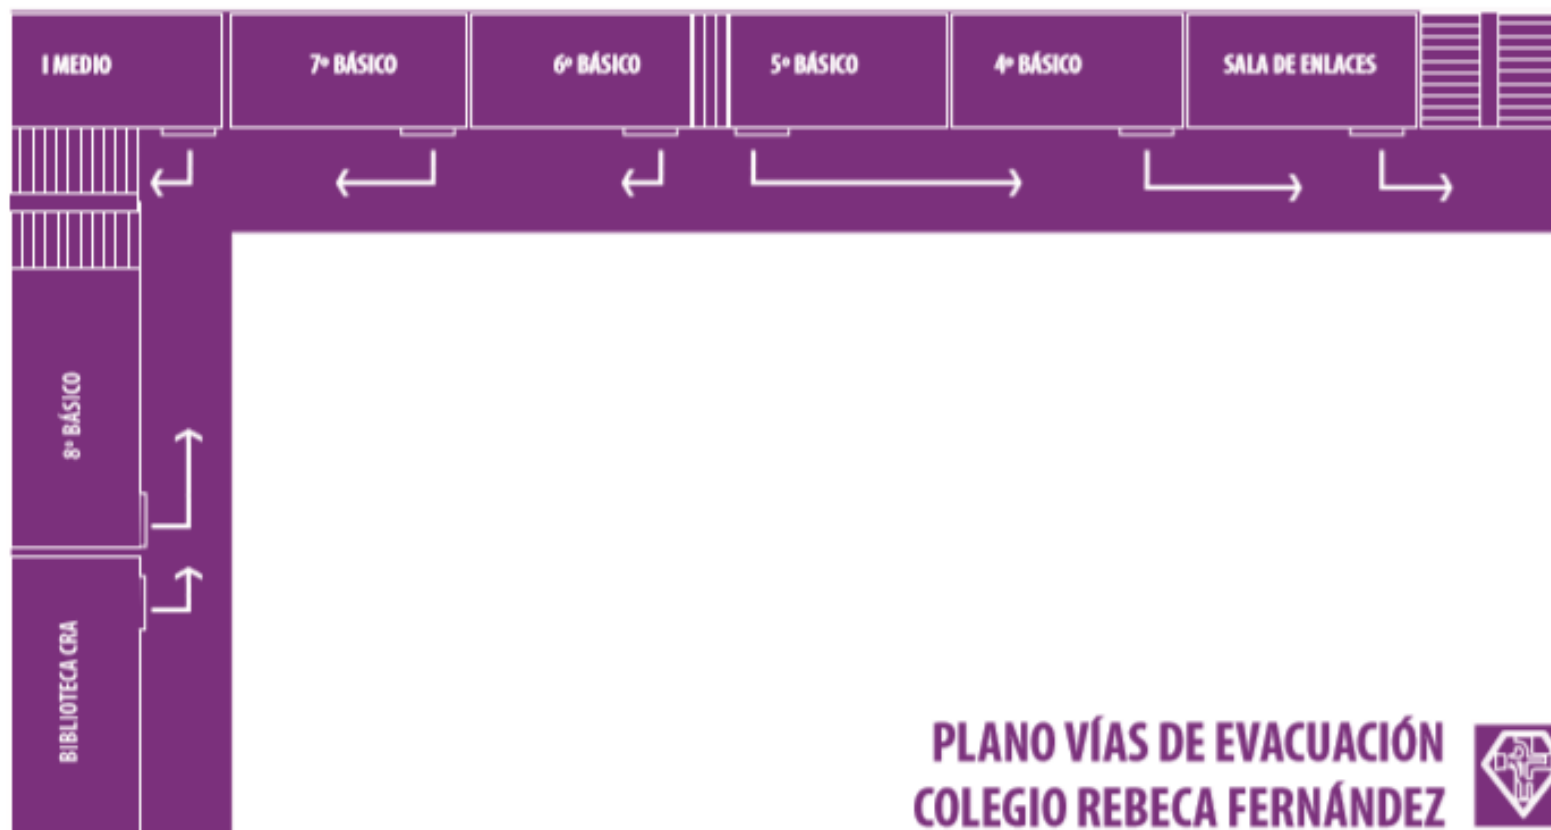 I MEDIO
7º BÁSICO
6º BÁSICO
5º BÁSICO
4º BÁSICO
SALA DE ENLACES
8º BÁSICO
BIBLIOTECA CRA
PLANO VÍAS DE EVACUACIÓN
COLEGIO REBECA FERNÁNDEZ